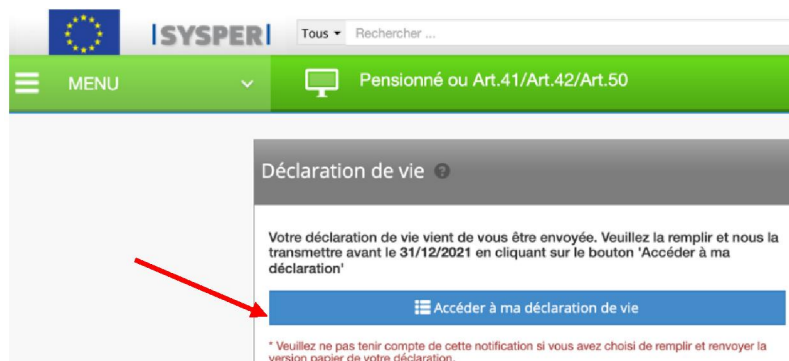 SYSPER Tous Rechercher ...
MENU Pensionné ou Art.41/Art.42/Art.50
Déclaration de vie ?
Votre déclaration de vie vient de vous être envoyée. Veuillez la remplir et nous la
transmettre avant le 31/12/2021 en cliquant sur le bouton 'Accéder à ma
déclaration'
Accéder à ma déclaration de vie
* Veuillez ne pas tenir compte de cette notification si vous avez choisi de remplir et renvoyer la
version papier de votre déclaration.